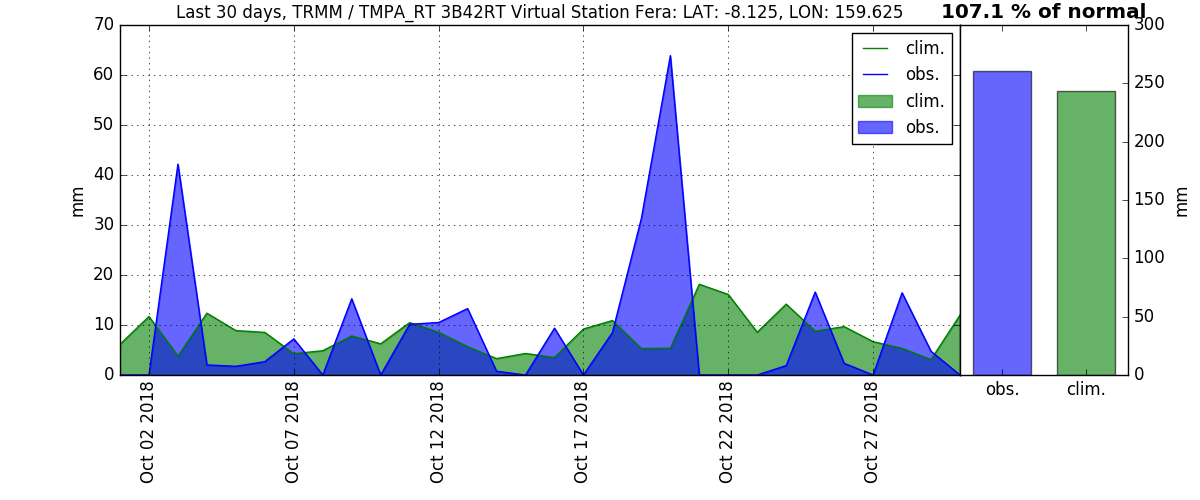 Last 30 days, TRMM / TMPA_RT 3B42RT Virtual Station Fera: LAT: -8.125, LON: 159.625
107.1 % of normal
70
60
50
40
30
20
10
0
mm
clim.
obs.
clim.
obs.
Oct 02 2018
Oct 07 2018
Oct 12 2018
Oct 17 2018
Oct 22 2018
Oct 27 2018
300
250
200
150
100
50
0
mm
obs.
clim.